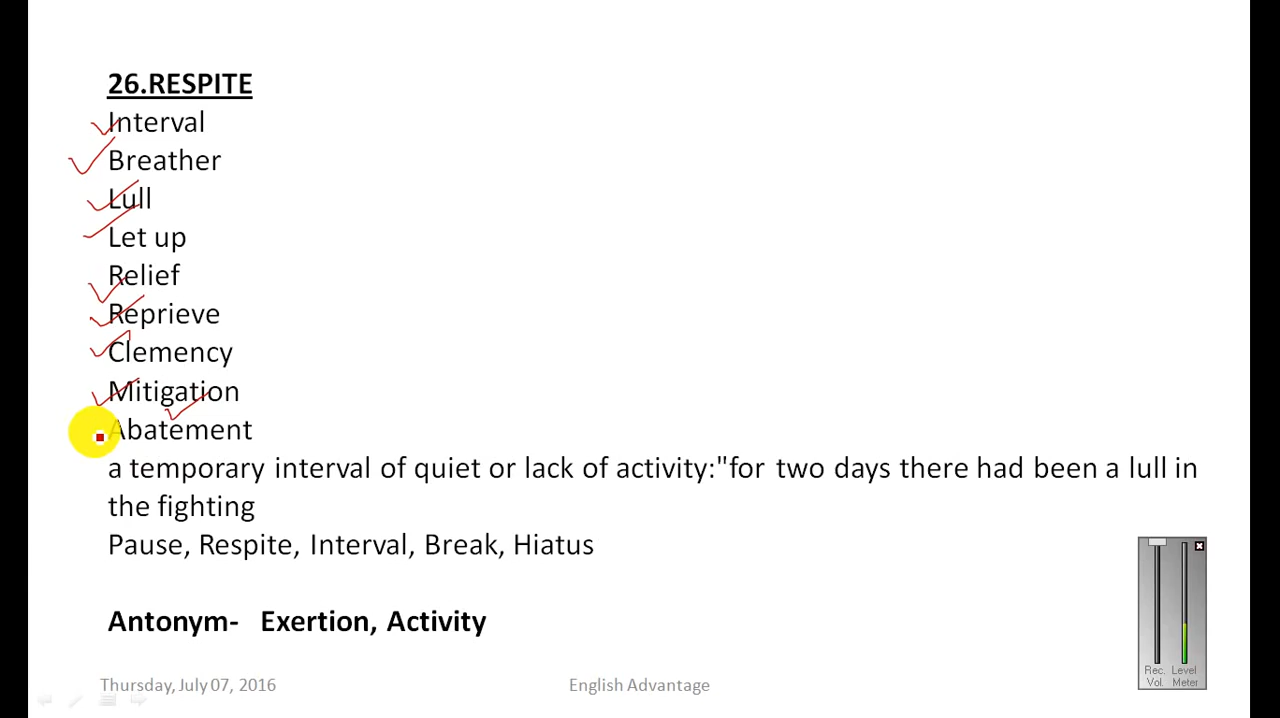 26.RESPITE
Interval
Breather
Lull
Let up
Relief
Reprieve
Clemency
Mitigation
Abatement
a temporary interval of quiet or lack of activity:"for two days there had been a lull in
the fighting
Pause, Respite, Interval, Break, Hiatus
Antonym- Exertion, Activity
Rec. Level
Vol. Meter
Thursday, July 07, 2016 English Advantage